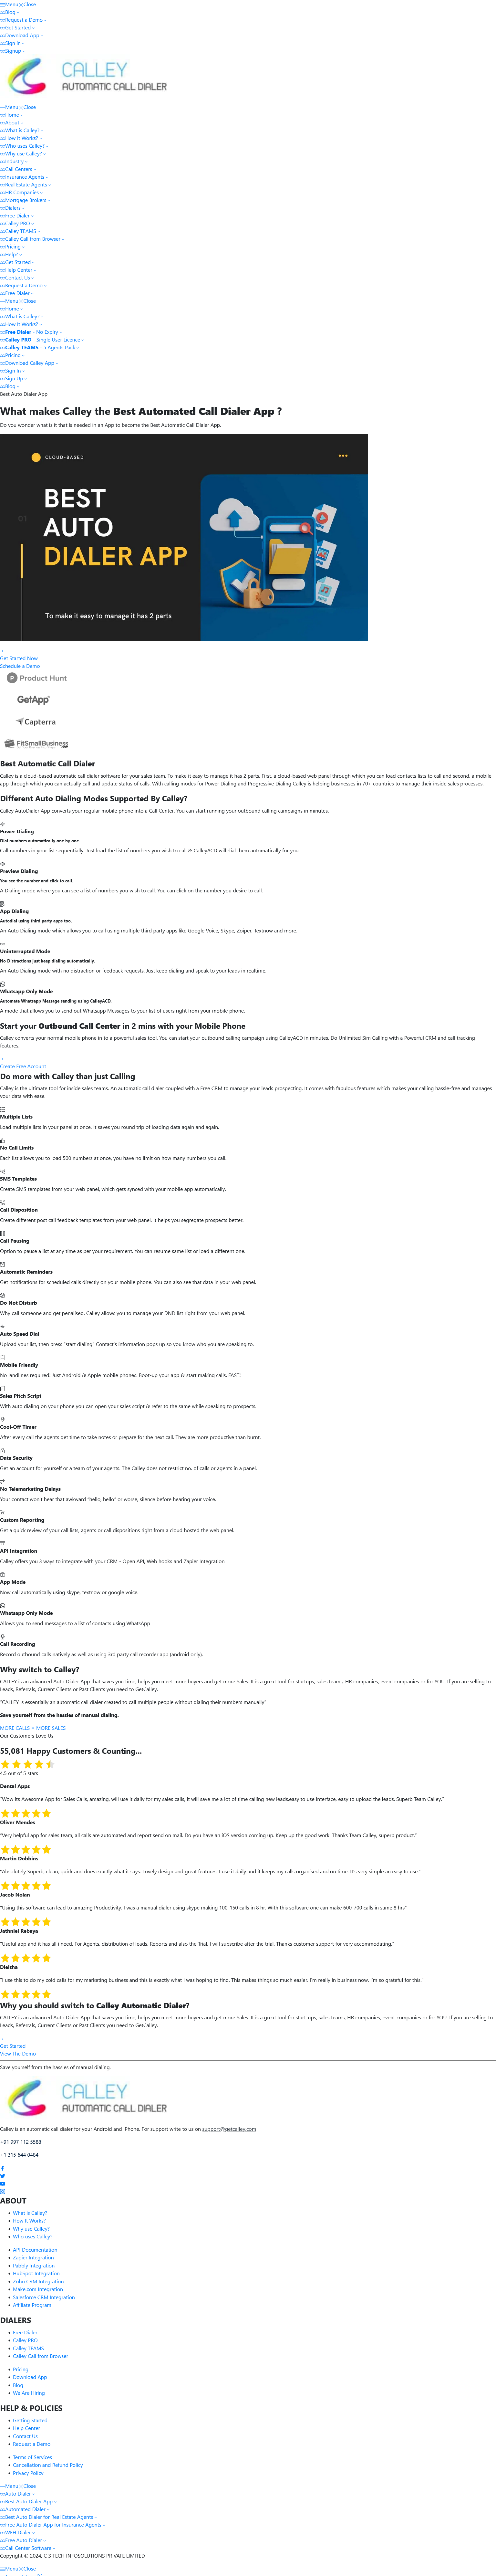 Menu Close
Blog
Request a Demo
Get Started
Download App
Sign in
Signup
CALLEY
AUTOMATIC CALL DIALER
Menu Close
Home
About
What is Calley?
How it Works?
Who uses Calley?
Why use Calley?
Industry
Call Centers
Insurance Agents
Real Estate Agents
HR Companies
Mortgage Brokers
Dialers
Free Dialer
Calley PRO
Calley TEAMS
Calley Call from Browser
Pricing
Help?
Get Started
Help Center
Contact Us
Request a Demo
Free Dialer
Menu Close
Home
What is Calley?
How it Works?
Free Dialer - No Expiry
Calley PRO - Single User Licence
Calley TEAMS - 5 Agents Pack
Pricing
Download Calley App
Sign In
Sign Up
Blog
Best Auto Dialer App
What makes Calley the Best Automated Call Dialer App ?
Do you wonder what is it that is needed in an App to become the Best Automatic Call Dialer App.
CLOUD-BASED
01
BEST
AUTO
DIALER APP
To make it easy to manage it has 2 parts
Get Started Now
Schedule a Demo
Product Hunt
GetApp
Capterra
FitSmallBusiness
Best Automatic Call Dialer
Calley is a cloud-based automatic call dialer software for your sales team. To make it easy to manage it has 2 parts. First, a cloud-based web panel through which you can load contacts lists to call and second, a mobile
app through which you can actually call and update status of calls. With calling modes for Power Dialing and Progressive Dialing Calley is helping businesses in 70+ countries to manage their inside sales processes.
Different Auto Dialing Modes Supported By Calley?
Calley AutoDialer App converts your regular mobile phone into a Call Center. You can start running your outbound calling campaigns in minutes.
Power Dialing
Dial numbers automatically one by one.
Call numbers in your list sequentially. Just load the list of numbers you wish to call & CalleyACD will dial them automatically for you.
Preview Dialing
You see the number and click to call.
A Dialing mode where you can see a list of numbers you wish to call. You can click on the number you desire to call.
App Dialing
Autodial using third party apps too.
An Auto Dialing mode which allows you to call using multiple third party apps like Google Voice, Skype, Zoiper, Textnow and more.
Uninterrupted Mode
No Distractions just keep dialing automatically.
An Auto Dialing mode with no distraction or feedback requests. Just keep dialing and speak to your leads in realtime.
Whatsapp Only Mode
Automate Whatsapp Message sending using CalleyACD.
A mode that allows you to send out Whatsapp Messages to your list of users right from your mobile phone.
Start your Outbound Call Center in 2 mins with your Mobile Phone
Calley converts your normal mobile phone in to a powerful sales tool. You can start your outbound calling campaign using CalleyACD in minutes. Do Unlimited Sim Calling with a Powerful CRM and call tracking
features.
Create Free Account
Do more with Calley than just Calling
Calley is the ultimate tool for inside sales teams. An automatic call dialer coupled with a Free CRM to manage your leads prospecting. It comes with fabulous features which makes your calling hassle-free and manages
your data with ease.
Multiple Lists
Load multiple lists in your panel at once. It saves you round trip of loading data again and again.
No Call Limits
Each list allows you to load 500 numbers at once, you have no limit on how many numbers you call.
SMS Templates
Create SMS templates from your web panel, which gets synced with your mobile app automatically.
Call Disposition
Create different post call feedback templates from your web panel. It helps you segregate prospects better.
Call Pausing
Option to pause a list at any time as per your requirement. You can resume same list or load a different one.
Automatic Reminders
Get notifications for scheduled calls directly on your mobile phone. You can also see that data in your web panel.
Do Not Disturb
Why call someone and get penalised. Calley allows you to manage your DND list right from your web panel.
Auto Speed Dial
Upload your list, then press "start dialing" Contact's information pops up so you know who you are speaking to.
Mobile Friendly
No landlines required! Just Android & Apple mobile phones. Boot-up your app & start making calls. FAST!
Sales Pitch Script
With auto dialing on your phone you can open your sales script & refer to the same while speaking to prospects.
Cool-Off Timer
After every call the agents get time to take notes or prepare for the next call. They are more productive than burnt.
Data Security
Get an account for yourself or a team of your agents. The Calley does not restrict no. of calls or agents in a panel.
No Telemarketing Delays
Your contact won't hear that awkward "hello, hello" or worse, silence before hearing your voice.
Custom Reporting
Get a quick review of your call lists, agents or call dispositions right from a cloud hosted the web panel.
API Integration
Calley offers you 3 ways to integrate with your CRM - Open API, Web hooks and Zapier Integration
App Mode
Now call automatically using skype, textnow or google voice.
Whatsapp Only Mode
Allows you to send messages to a list of contacts using WhatsApp
Call Recording
Record outbound calls natively as well as using 3rd party call recorder app (android only).
Why switch to Calley?
CALLEY is an advanced Auto Dialer App that saves you time, helps you meet more buyers and get more Sales. It is a great tool for startups, sales teams, HR companies, event companies or for YOU. If you are selling to
Leads, Referrals, Current Clients or Past Clients you need to GetCalley.
"CALLEY is essentially an automatic call dialer created to call multiple people without dialing their numbers manually"
Save yourself from the hassles of manual dialing.
MORE CALLS = MORE SALES
Our Customers Love Us
55,081 Happy Customers & Counting...
4.5 out of 5 stars
Dental Apps
"Wow its Awesome App for Sales Calls, amazing, will use it daily for my sales calls, it will save me a lot of time calling new leads.easy to use interface, easy to upload the leads. Superb Team Calley."
Oliver Mendes
"Very helpful app for sales team, all calls are automated and report send on mail. Do you have an iOS version coming up. Keep up the good work. Thanks Team Calley, superb product."
Martin Dobbins
"Absolutely Superb, clean, quick and does exactly what it says. Lovely design and great features. I use it daily and it keeps my calls organised and on time. It's very simple an easy to use."
Jacob Nolan
"Using this software can lead to amazing Productivity. I was a manual dialer using skype making 100-150 calls in 8 hr. With this software one can make 600-700 calls in same 8 hrs"
Jathniel Rebaya
"Useful app and it has all i need. For Agents, distribution of leads, Reports and also the Trial. I will subscribe after the trial. Thanks customer support for very accommodating."
Dieisha
"I use this to do my cold calls for my marketing business and this is exactly what I was hoping to find. This makes things so much easier. I'm really in business now. I'm so grateful for this."
Why you should switch to Calley Automatic Dialer?
CALLEY is an advanced Auto Dialer App that saves you time, helps you meet more buyers and get more Sales. It is a great tool for start-ups, sales teams, HR companies, event companies or for YOU. If you are selling to
Leads, Referrals, Current Clients or Past Clients you need to GetCalley.
Get Started
View The Demo
Save yourself from the hassles of manual dialing.
CALLEY
AUTOMATIC CALL DIALER
Calley is an automatic call dialer for your Android and iPhone. For support write to us on support@getcalley.com
+91 997 112 5588
+1 315 644 0464
ABOUT
What is Calley?
How It Works?
Why use Calley?
Who uses Calley?
API Documentation
Zapier Integration
Pabbly Integration
HubSpot Integration
Zoho CRM Integration
Make.com Integration
Salesforce CRM Integration
Affiliate Program
DIALERS
Free Dialer
Calley PRO
Calley TEAMS
Calley Call from Browser
Pricing
Download App
Blog
We Are Hiring
HELP & POLICIES
Getting Started
Help Center
Contact Us
Request a Demo
Terms of Services
Cancellation and Refund Policy
Privacy Policy
Menu Close
Auto Dialer
Best Auto Dialer App
Automated Dialer
Best Auto Dialer for Real Estate Agents
Free Auto Dialer App for Insurance Agents
WFH Dialer
Free Auto Dialer
Call Center Software
Copyright © 2024, C S TECH INFOSOLUTIONS PRIVATE LIMITED
Menu Close